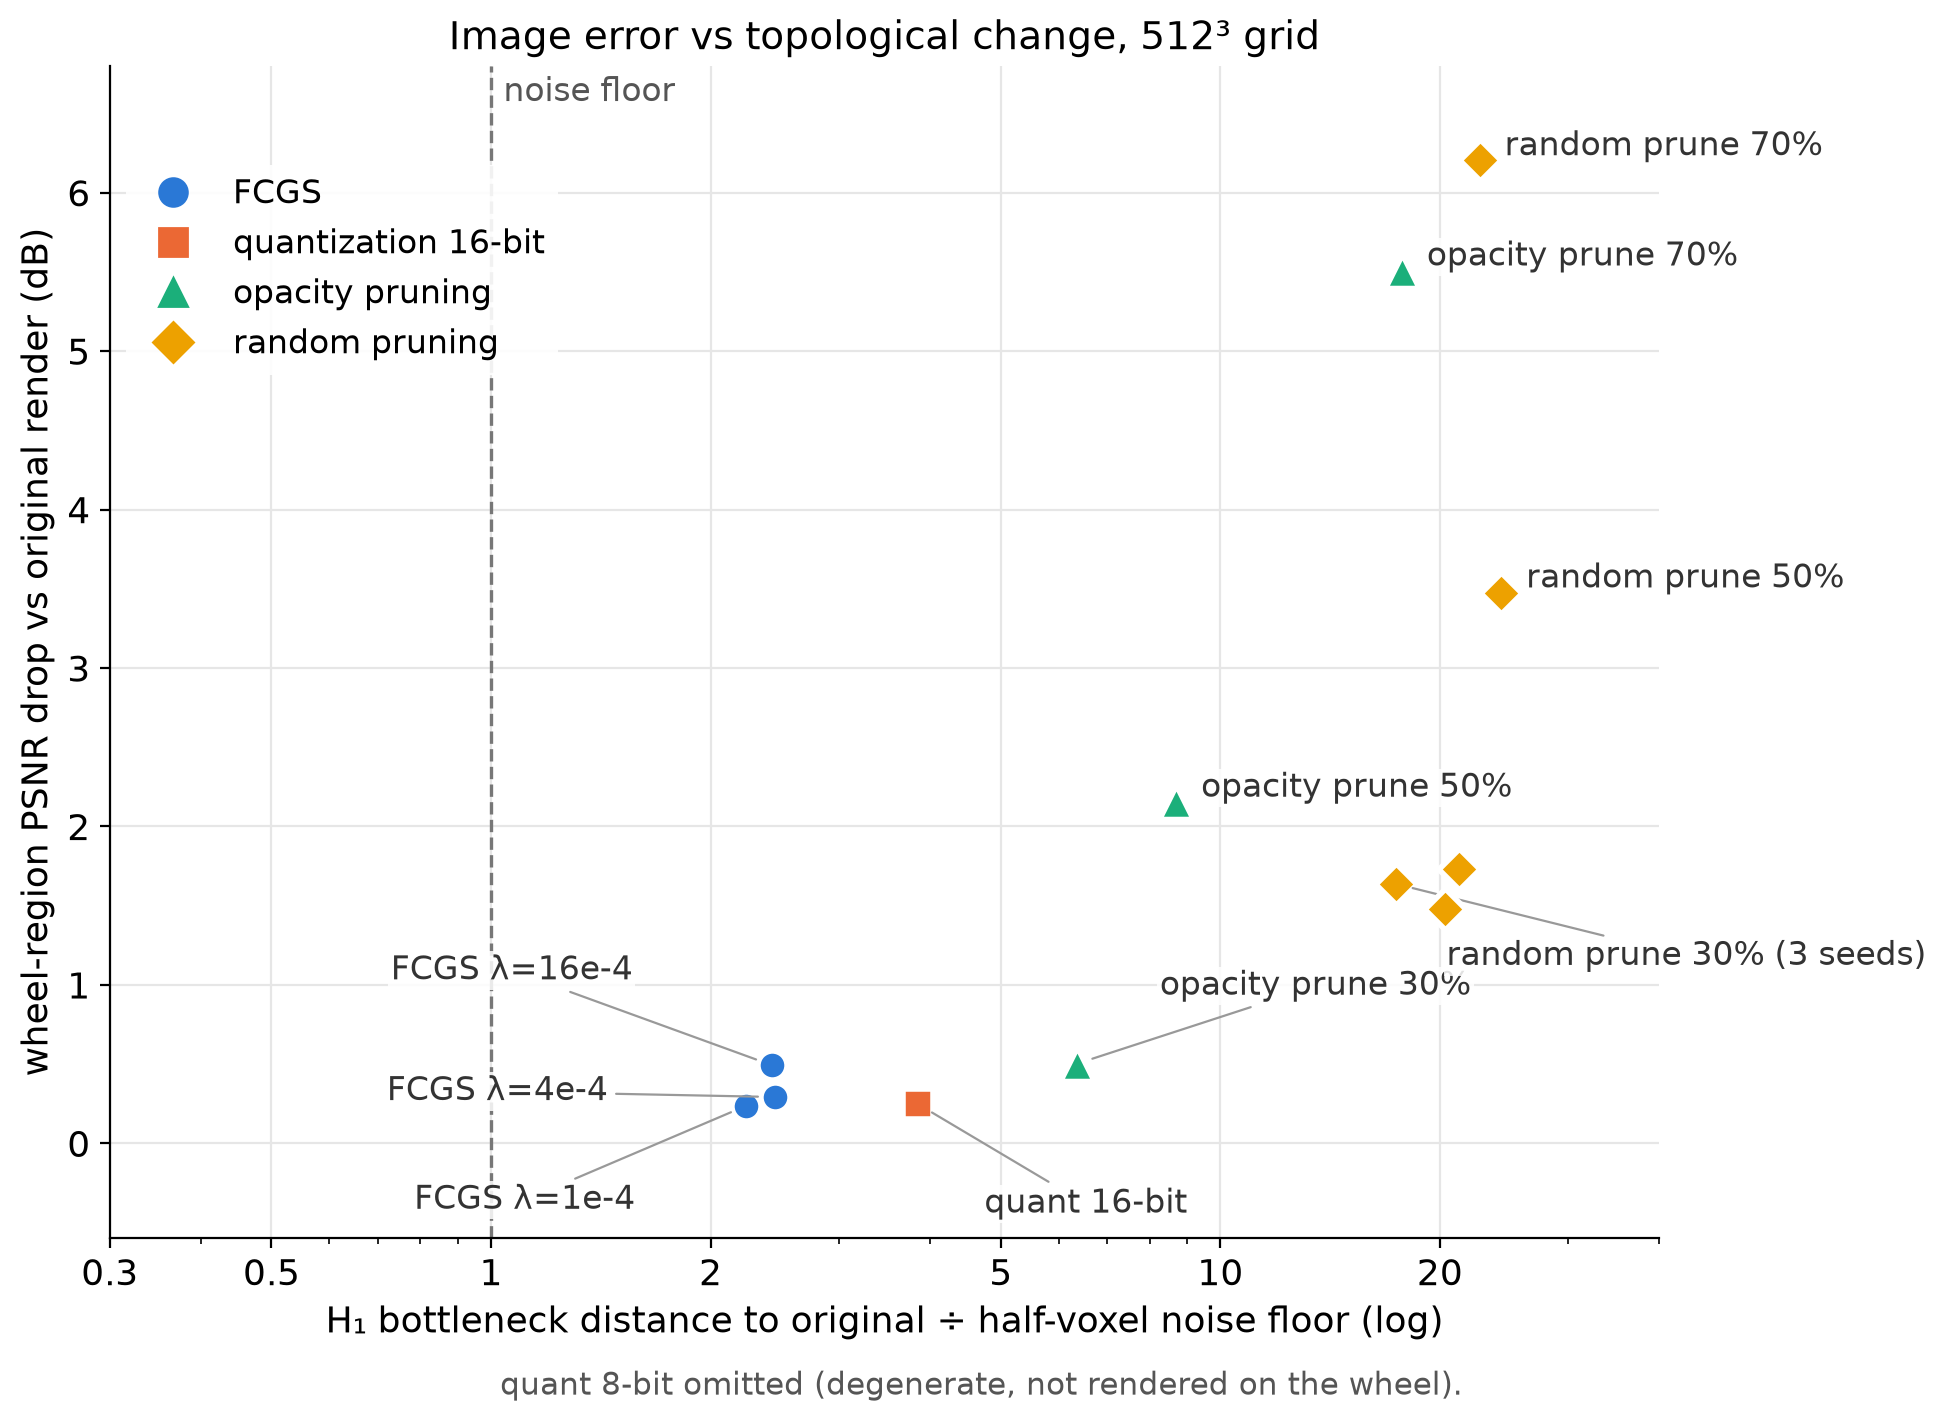 Image error vs topological change, 512³ grid
noise floor
random prune 70%
FCGS
quantization 16-bit
opacity pruning
random pruning
opacity prune 70%
random prune 50%
opacity prune 50%
random prune 30% (3 seeds)
opacity prune 30%
FCGS λ=16e-4
FCGS λ=4e-4
FCGS λ=1e-4
quant 16-bit
wheel-region PSNR drop vs original render (dB)
6
5
4
3
2
1
0
0.3 0.5 1 2 5 10 20
H₁ bottleneck distance to original ÷ half-voxel noise floor (log)
quant 8-bit omitted (degenerate, not rendered on the wheel).